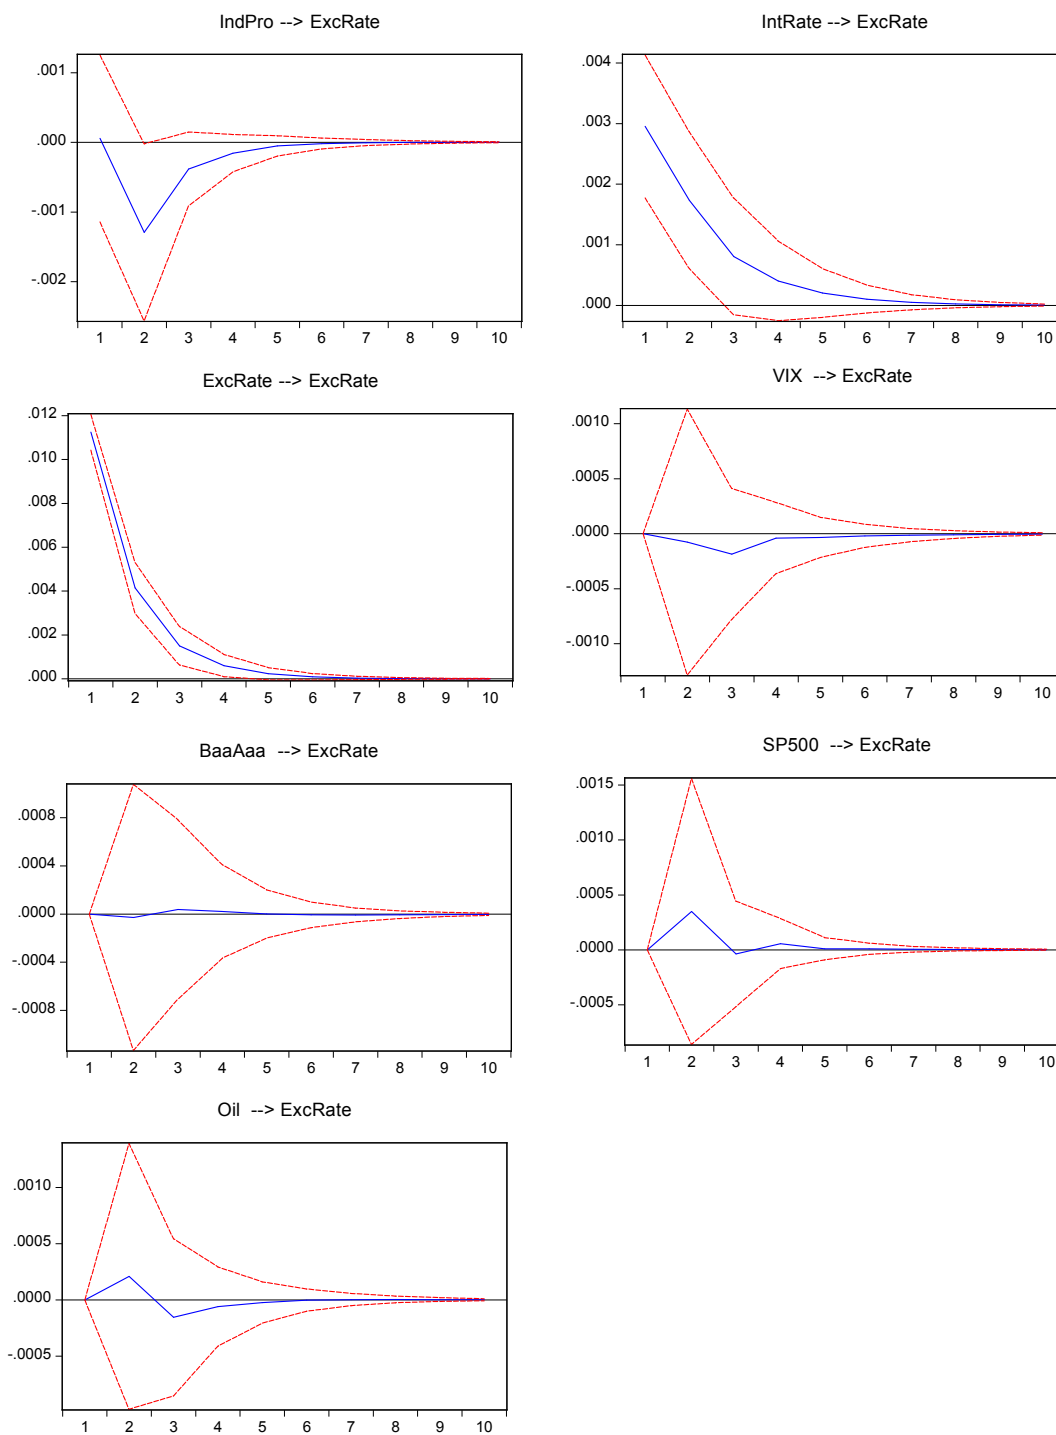 IndPro --> ExcRate
.001
.000
-.001
-.002
1 2 3 4 5 6 7 8 9 10
IntRate --> ExcRate
.004
.003
.002
.001
.000
1 2 3 4 5 6 7 8 9 10
ExcRate --> ExcRate
.012
.010
.008
.006
.004
.002
.000
1 2 3 4 5 6 7 8 9 10
VIX --> ExcRate
.0010
.0005
.0000
-.0005
-.0010
1 2 3 4 5 6 7 8 9 10
BaaAaa --> ExcRate
.0008
.0004
.0000
-.0004
-.0008
1 2 3 4 5 6 7 8 9 10
SP500 --> ExcRate
.0015
.0010
.0005
.0000
-.0005
1 2 3 4 5 6 7 8 9 10
Oil --> ExcRate
.0010
.0005
.0000
-.0005
1 2 3 4 5 6 7 8 9 10